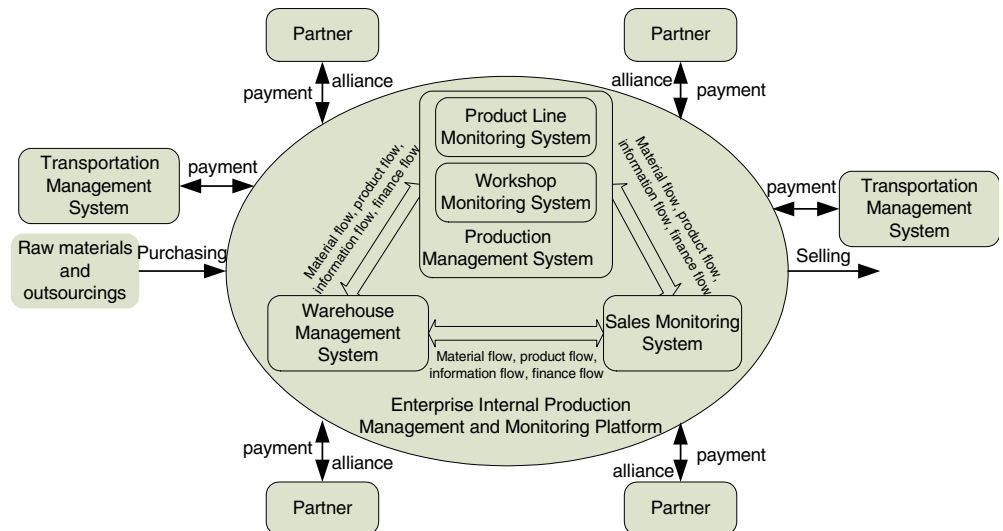 Partner
Partner
payment
alliance
alliance
payment
Product Line
Monitoring System
Workshop
Monitoring System
Production
Management System
Material flow, product flow,
information flow, finance flow
Material flow, product flow,
information flow, finance flow
Transportation
Management
System
payment
payment
Transportation
Management
System
Raw materials
and
outsourcings
Purchasing
Selling
Warehouse
Management
System
Sales Monitoring
System
Material flow, product flow,
information flow, finance flow
Enterprise Internal Production
Management and Monitoring Platform
payment
alliance
payment
alliance
Partner
Partner